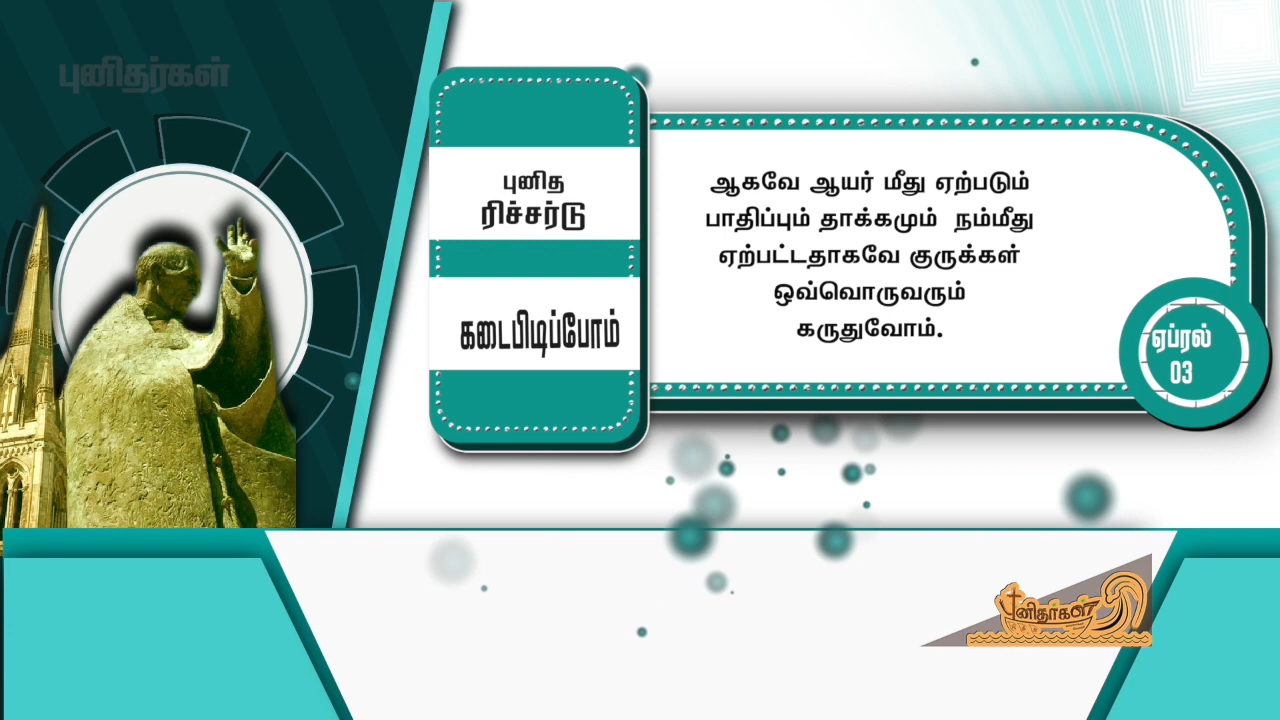 புனிதர்கள்
புனித
ரிச்சர்டு
கடைபிடிப்போம்
ஆகவே ஆயர் மீது ஏற்படும்
பாதிப்பும் தாக்கமும் நம்மீது
ஏற்பட்டதாகவே குருக்கள்
ஒவ்வொருவரும்
கருதுவோம்.
ஏப்ரல்
03
புனிதர்கள்